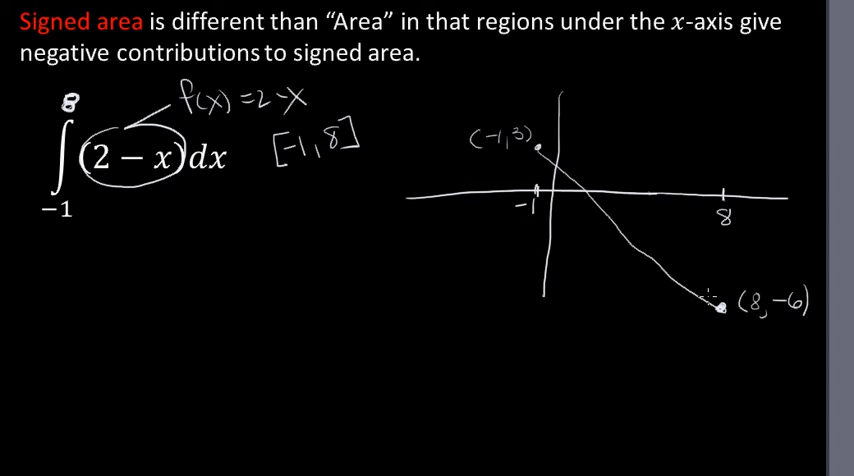 Signed area is different than “Area” in that regions under the x-axis give
negative contributions to signed area.
f(x) = 2-x
8
∫ (2 − x)dx [-1, 8]
−1
(-1, 3)
-1
8
(8, -6)